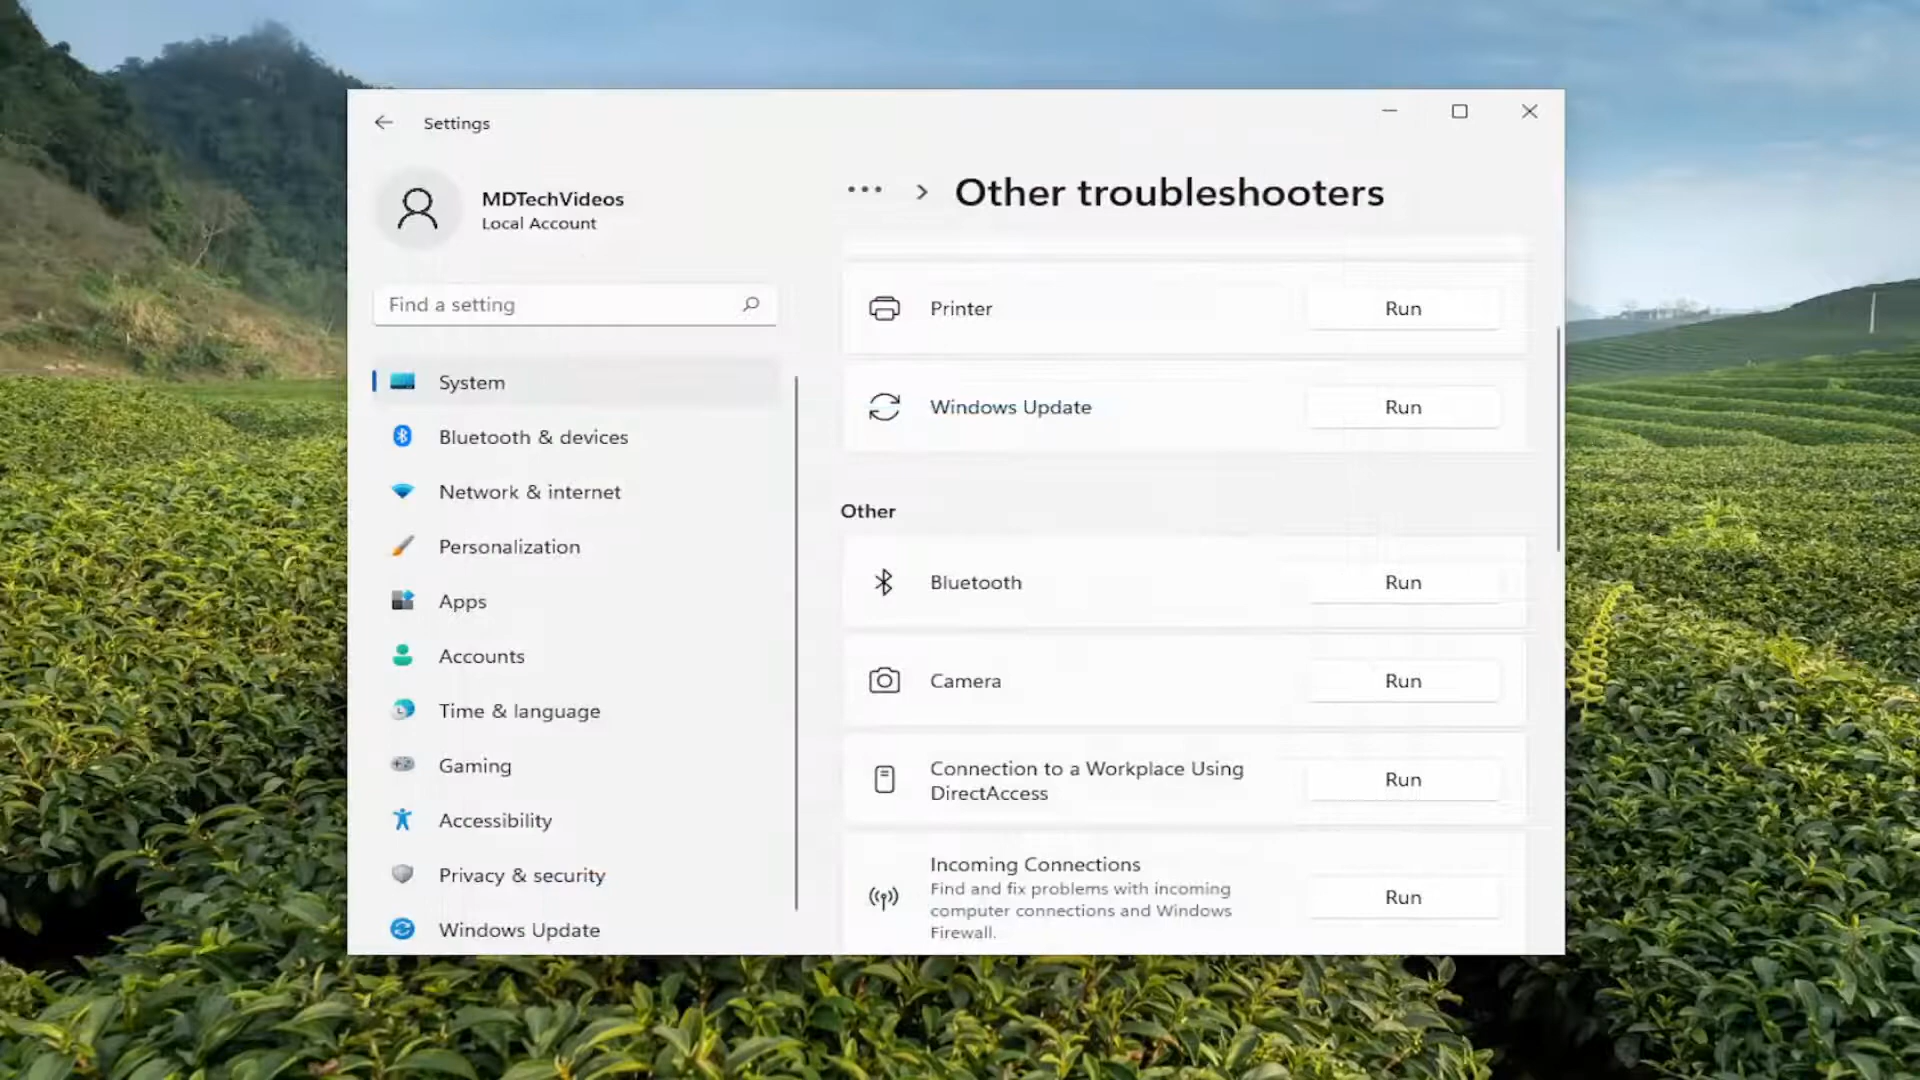 Settings
MDTechVideos
Local Account
Find a setting
System
Bluetooth & devices
Network & internet
Personalization
Apps
Accounts
Time & language
Gaming
Accessibility
Privacy & security
Windows Update
... > Other troubleshooters
Printer Run
Windows Update Run
Other
Bluetooth Run
Camera Run
Connection to a Workplace Using
DirectAccess
Run
Incoming Connections
Find and fix problems with incoming
computer connections and Windows
Firewall.
Run